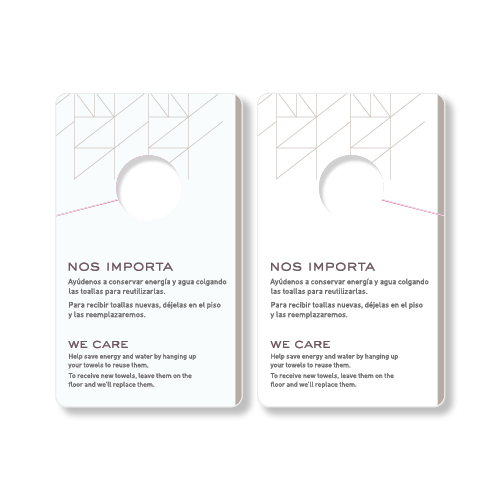 NOS IMPORTA
Ayúdenos a conservar energía y agua colgando
las toallas para reutilizarlas.
Para recibir toallas nuevas, déjelas en el piso
y las reemplazaremos.
WE CARE
Help save energy and water by hanging up
your towels to reuse them.
To receive new towels, leave them on the
floor and we'll replace them.
NOS IMPORTA
Ayúdenos a conservar energía y agua colgando
las toallas para reutilizarlas.
Para recibir toallas nuevas, déjelas en el piso
y las reemplazaremos.
WE CARE
Help save energy and water by hanging up
your towels to reuse them.
To receive new towels, leave them on the
floor and we'll replace them.